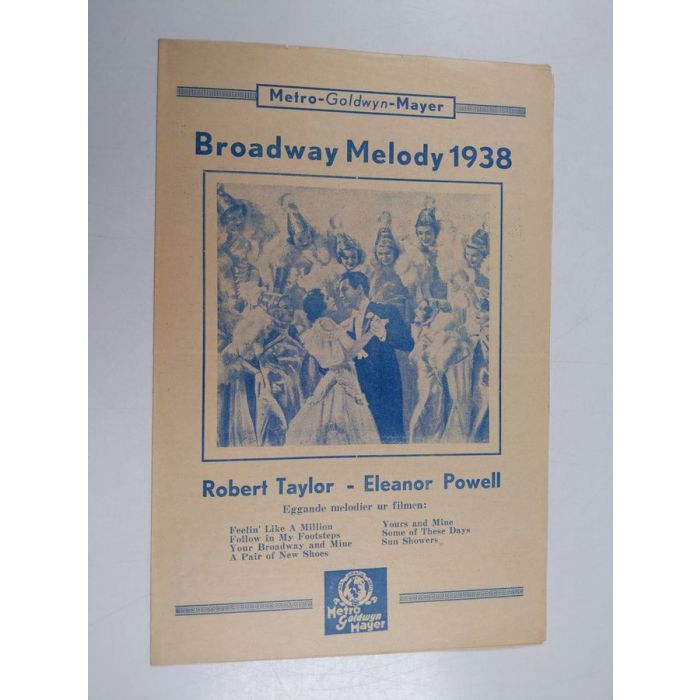 Metro-Goldwyn-Mayer
Broadway Melody 1938
Robert Taylor - Eleanor Powell
Eggande melodier ur filmen:
Feelin' Like A Million
Follow in My Footsteps
Your Broadway and Mine
A Pair of New Shoes
Yours and Mine
Some of These Days
Sun Showers
Metro
Goldwyn
Mayer